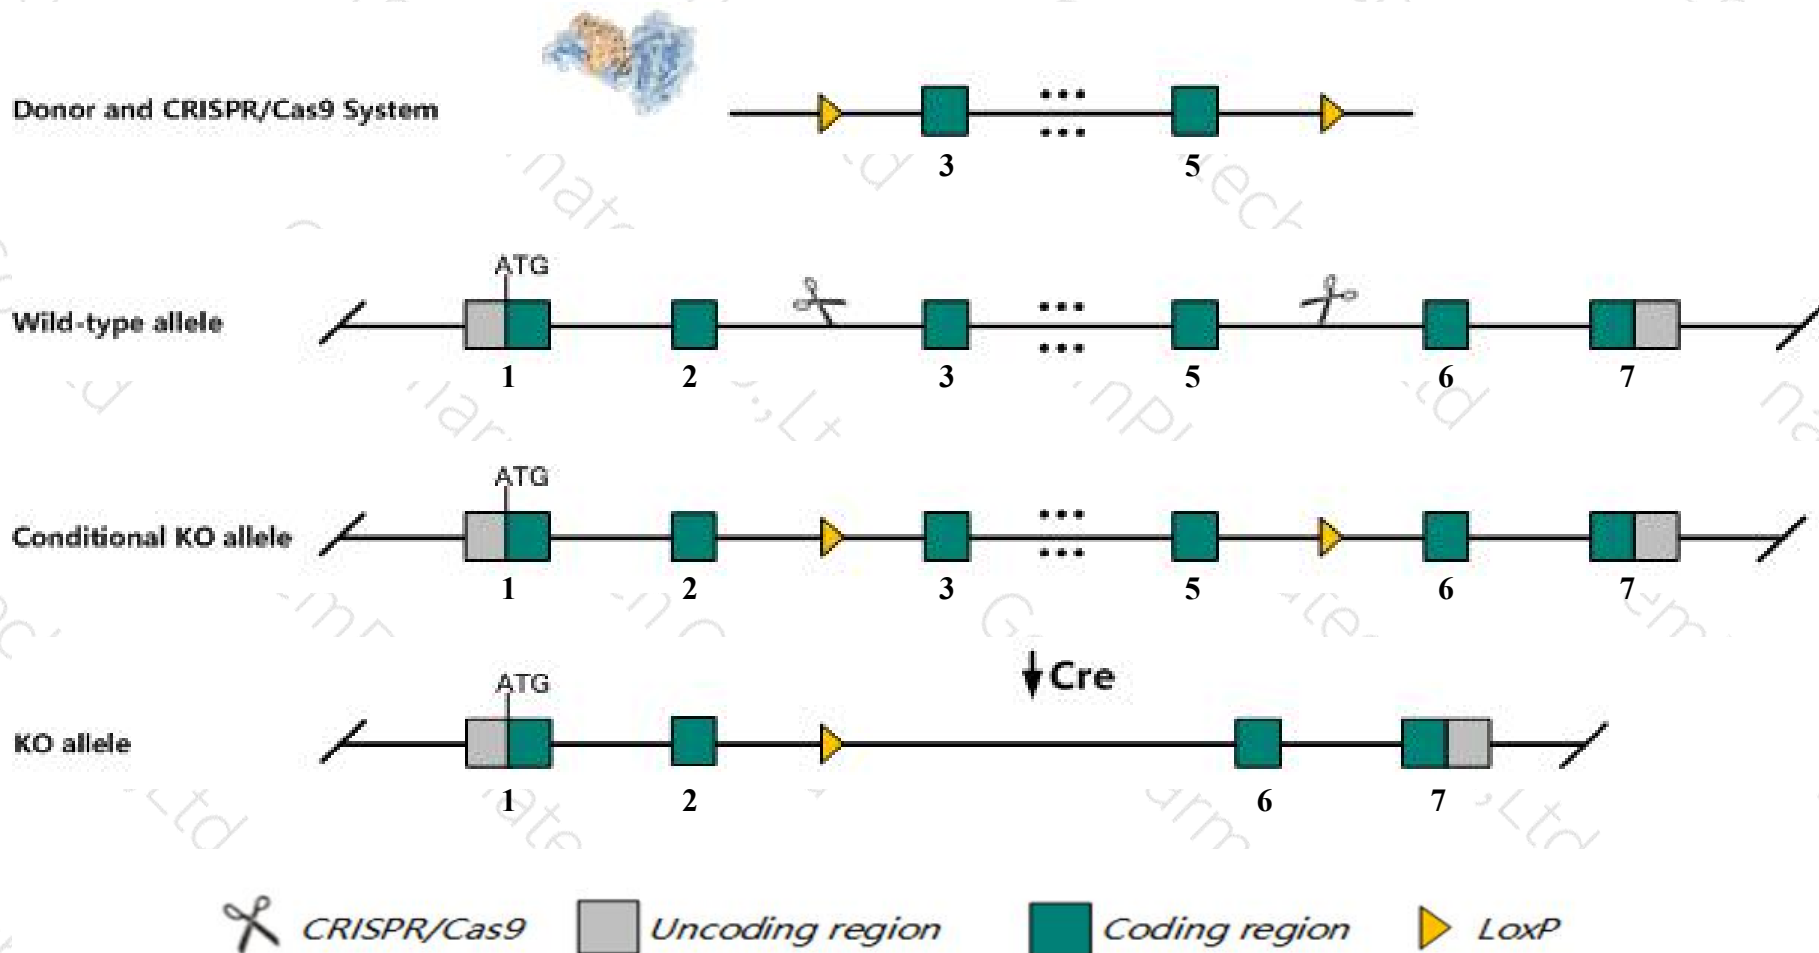 Donor and CRISPR/Cas9 System
3 5
ATG
Wild-type allele
1 2 3 5 6 7
ATG
Conditional KO allele
1 2 3 5 6 7
Cre
ATG
KO allele
1 2 6 7
CRISPR/Cas9 Uncoding region Coding region LoxP